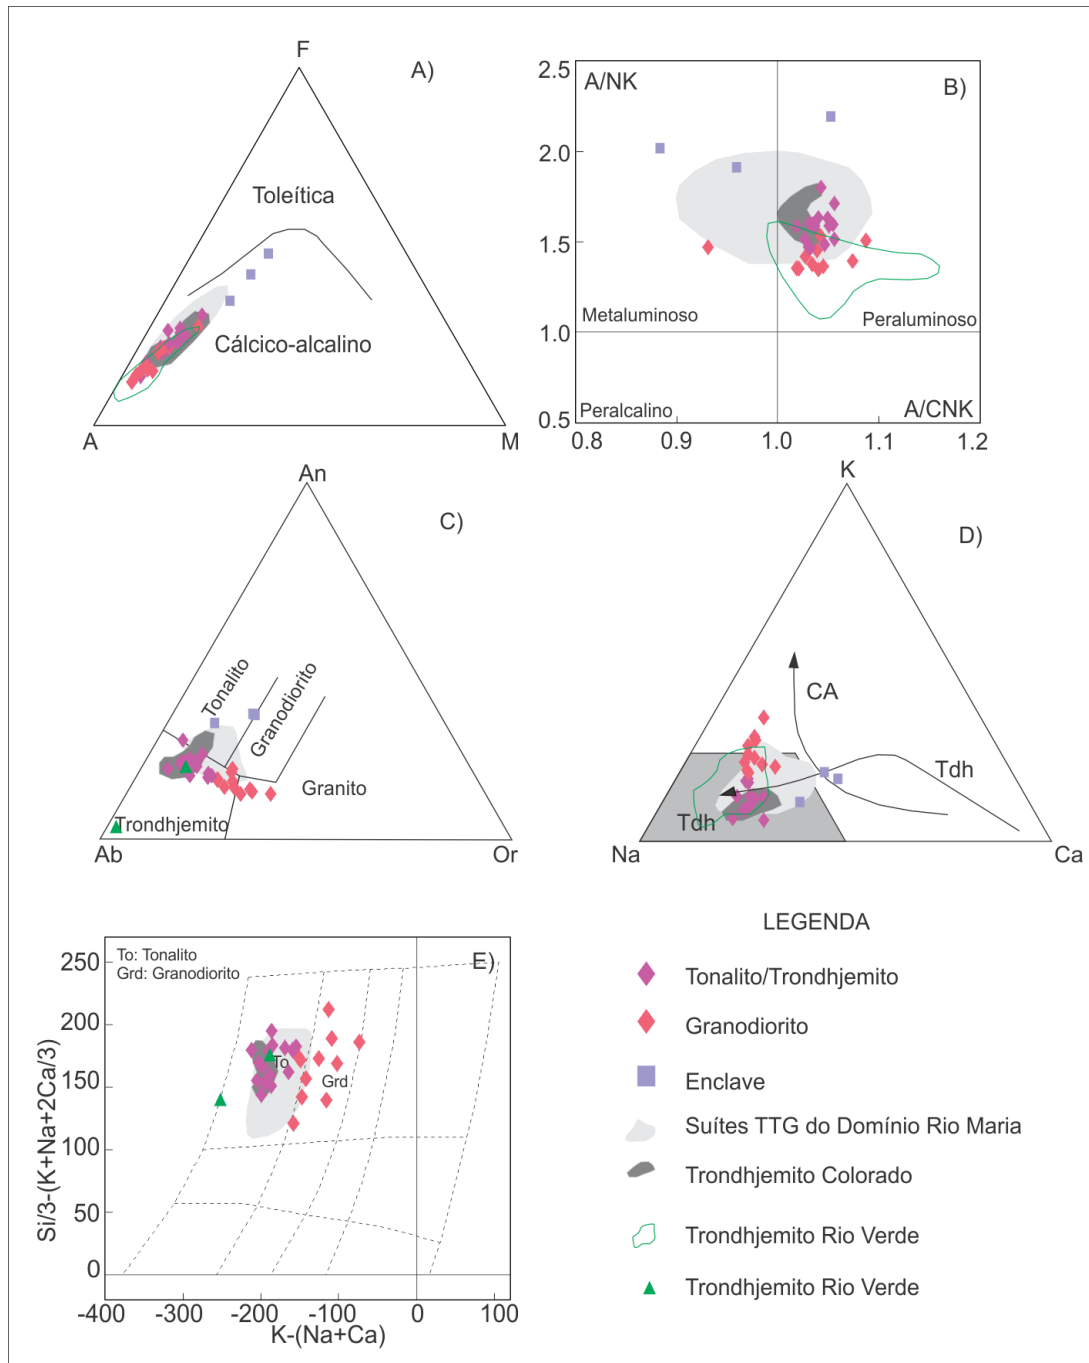 F
A)
Toleítica
Cálcico-alcalino
A
M
2.5
A/NK
B)
2.0
1.5
Metaluminoso
Peraluminoso
1.0
Peralcalino
A/CNK
0.5
0.8 0.9 1.0 1.1 1.2
An
C)
Tonalito
Granodiorito
Granito
Trondhjemito
Ab
Or
K
D)
CA
Tdh
Tdh
Na
Ca
To: Tonalito
Grd: Granodiorito
E)
250
200
150
100
50
0
To
Grd
Si/3-(K+Na+2Ca/3)
-400 -300 -200 -100 0 100
K-(Na+Ca)
LEGENDA
Tonalito/Trondhjemito
Granodiorito
Enclave
Suítes TTG do Domínio Rio Maria
Trondhjemito Colorado
Trondhjemito Rio Verde
Trondhjemito Rio Verde